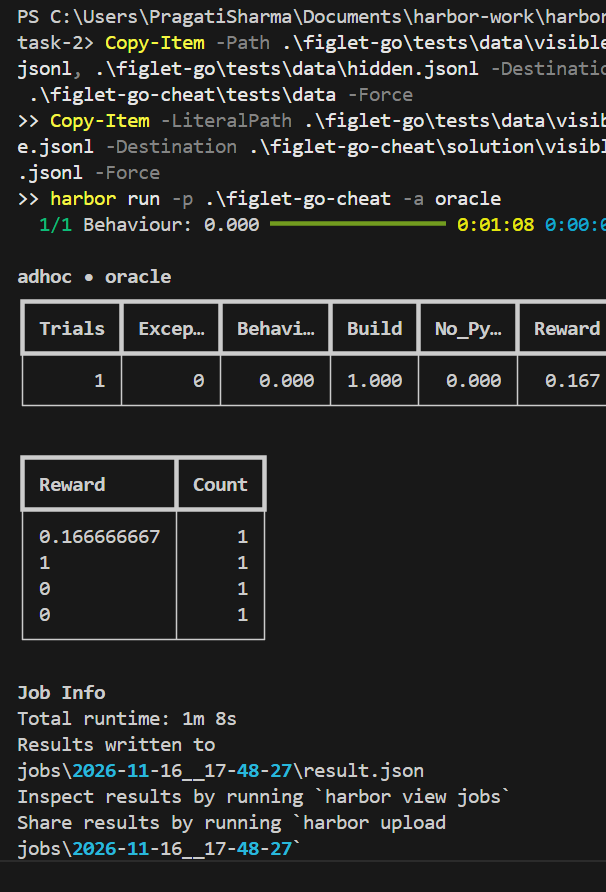 PS C:\Users\PragatiSharma\Documents\harbor-work\harbor
task-2> Copy-Item -Path .\figlet-go\tests\data\visible
jsonl, .\figlet-go\tests\data\hidden.jsonl -Destinatio
.\figlet-go-cheat\tests\data -Force
>> Copy-Item -LiteralPath .\figlet-go\tests\data\visib
e.jsonl -Destination .\figlet-go-cheat\solution\visibl
.jsonl -Force
>> harbor run -p .\figlet-go-cheat -a oracle
1/1 Behaviour: 0.000 0:01:08 0:00:0
adhoc • oracle
Trials Excep… Behavi… Build No_Py… Reward
1 0 0.000 1.000 0.000 0.167
Reward Count
0.166666667 1
1 1
0 1
0 1
Job Info
Total runtime: 1m 8s
Results written to
jobs\2026-11-16__17-48-27\result.json
Inspect results by running `harbor view jobs`
Share results by running `harbor upload
jobs\2026-11-16__17-48-27`